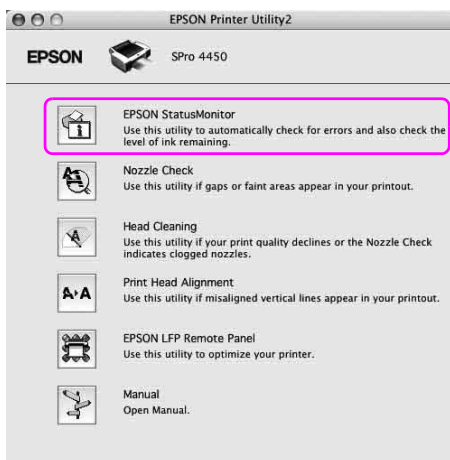 EPSON Printer Utility2
EPSON
SPro 4450
EPSON StatusMonitor
Use this utility to automatically check for errors and also check the
level of ink remaining.
Nozzle Check
Use this utility if gaps or faint areas appear in your printout.
Head Cleaning
Use this utility if your print quality declines or the Nozzle Check
indicates clogged nozzles.
A▸A
Print Head Alignment
Use this utility if misaligned vertical lines appear in your printout.
EPSON LFP Remote Panel
Use this utility to optimize your printer.
Manual
Open Manual.